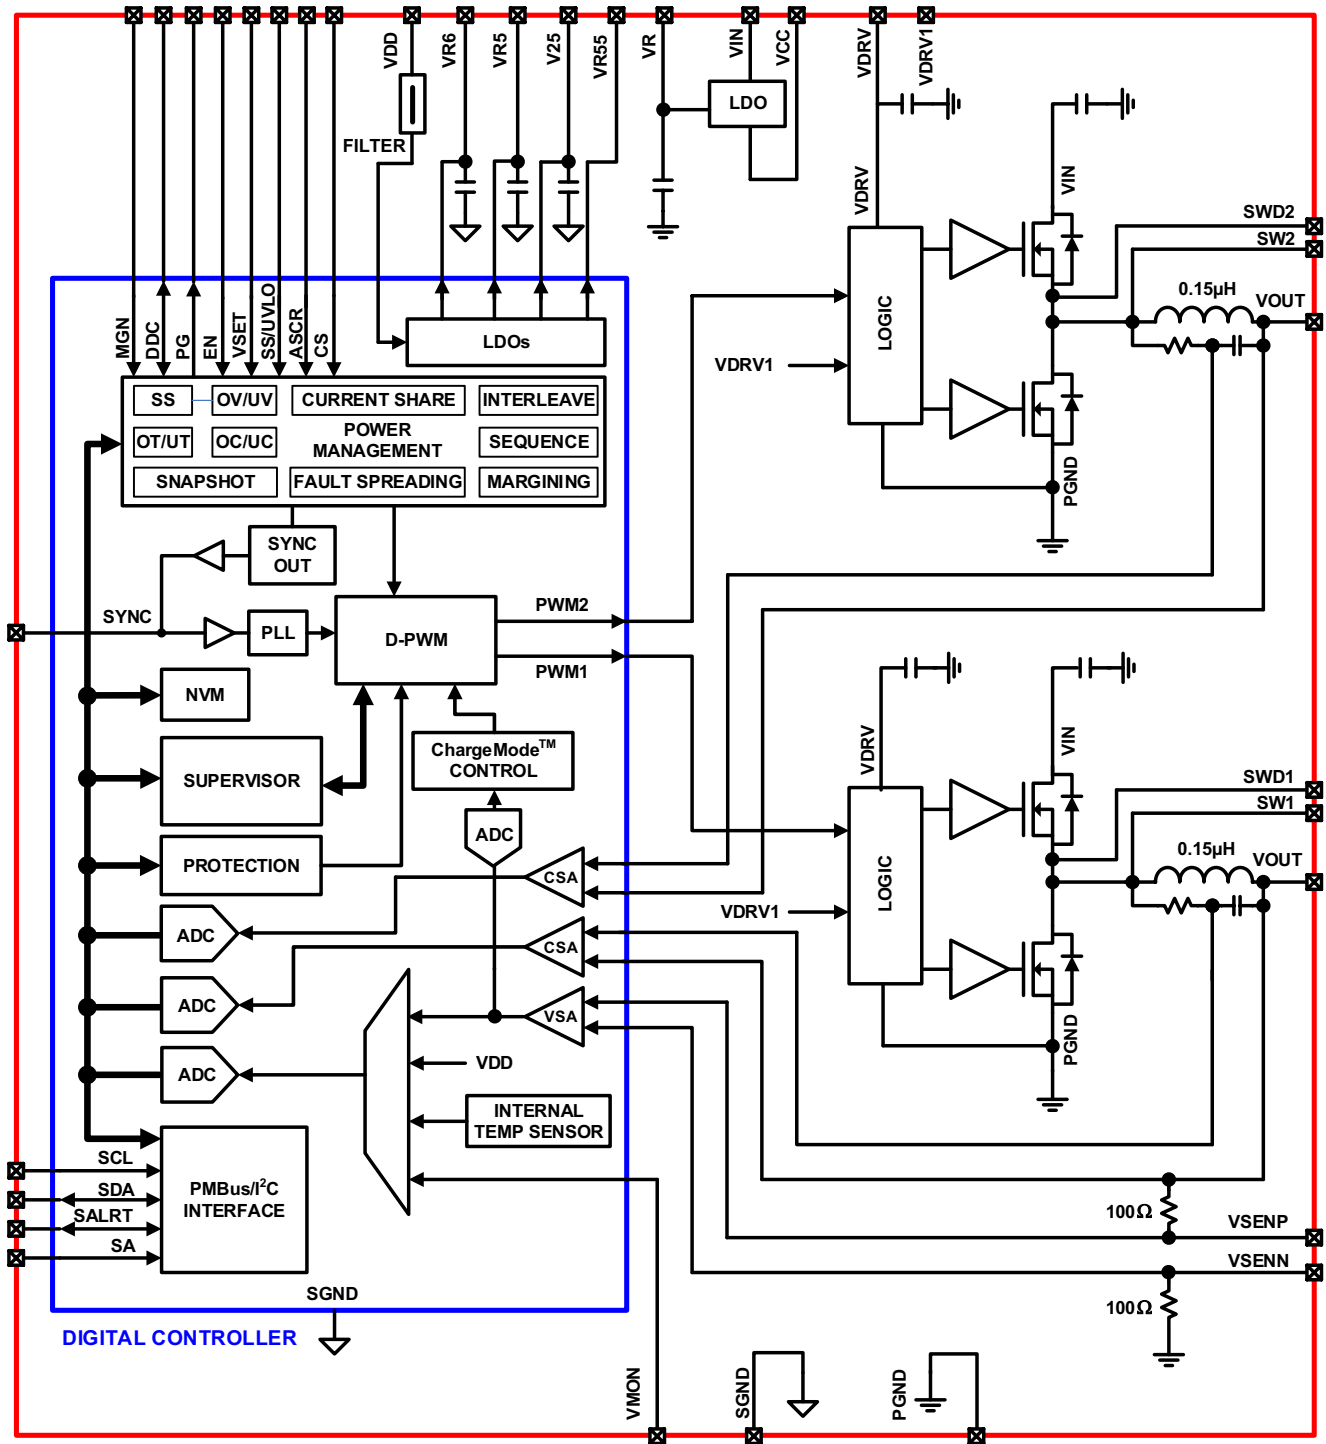 VDD
VR6
VR5
V25
VR55
VR
VIN
VCC
VDRV
VDRV1
FILTER
LDO
MGN
DDC
PG
EN
VSET
SS/UVLO
ASCR
CS
LDOs
VDRV
VIN
SWD2
SW2
0.15µH
VOUT
LOGIC
VDRV1
PGND
SS
OV/UV
CURRENT SHARE
INTERLEAVE
OT/UT
OC/UC
POWER
MANAGEMENT
SEQUENCE
SNAPSHOT
FAULT SPREADING
MARGINING
SYNC
OUT
SYNC
PLL
D-PWM
PWM2
PWM1
NVM
SUPERVISOR
ChargeMode™
CONTROL
ADC
PROTECTION
CSA
ADC
CSA
ADC
VSA
VDD
ADC
INTERNAL
TEMP SENSOR
VDRV
VIN
SWD1
SW1
0.15µH
VOUT
LOGIC
VDRV1
PGND
SCL
SDA
SALRT
SA
PMBus/I²C
INTERFACE
100Ω
VSENP
VSENN
100Ω
SGND
DIGITAL CONTROLLER
VMON
SGND
PGND